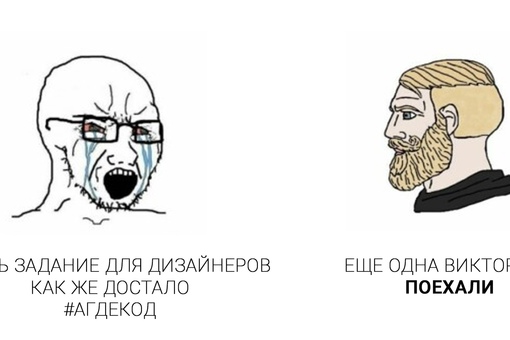 Ь ЗАДАНИЕ ДЛЯ ДИЗАЙНЕРОВ
КАК ЖЕ ДОСТАЛО
#АГДЕКОД
ЕЩЕ ОДНА ВИКТОР
ПОЕХАЛИ